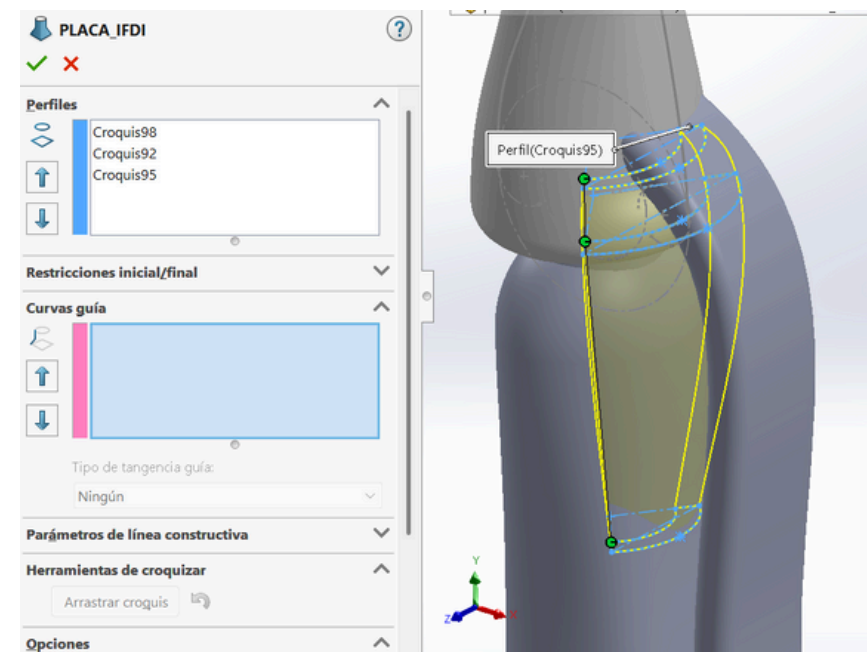 PLACA_IFDI
?
Perfiles
Croquis98
Croquis92
Croquis95
Restricciones inicial/final
Curvas guía
Tipo de tangencia guía:
Ningún
Parámetros de línea constructiva
Herramientas de croquizar
Arrastrar croquis
Opciones
Perfil(Croquis95)
Y
Z
X